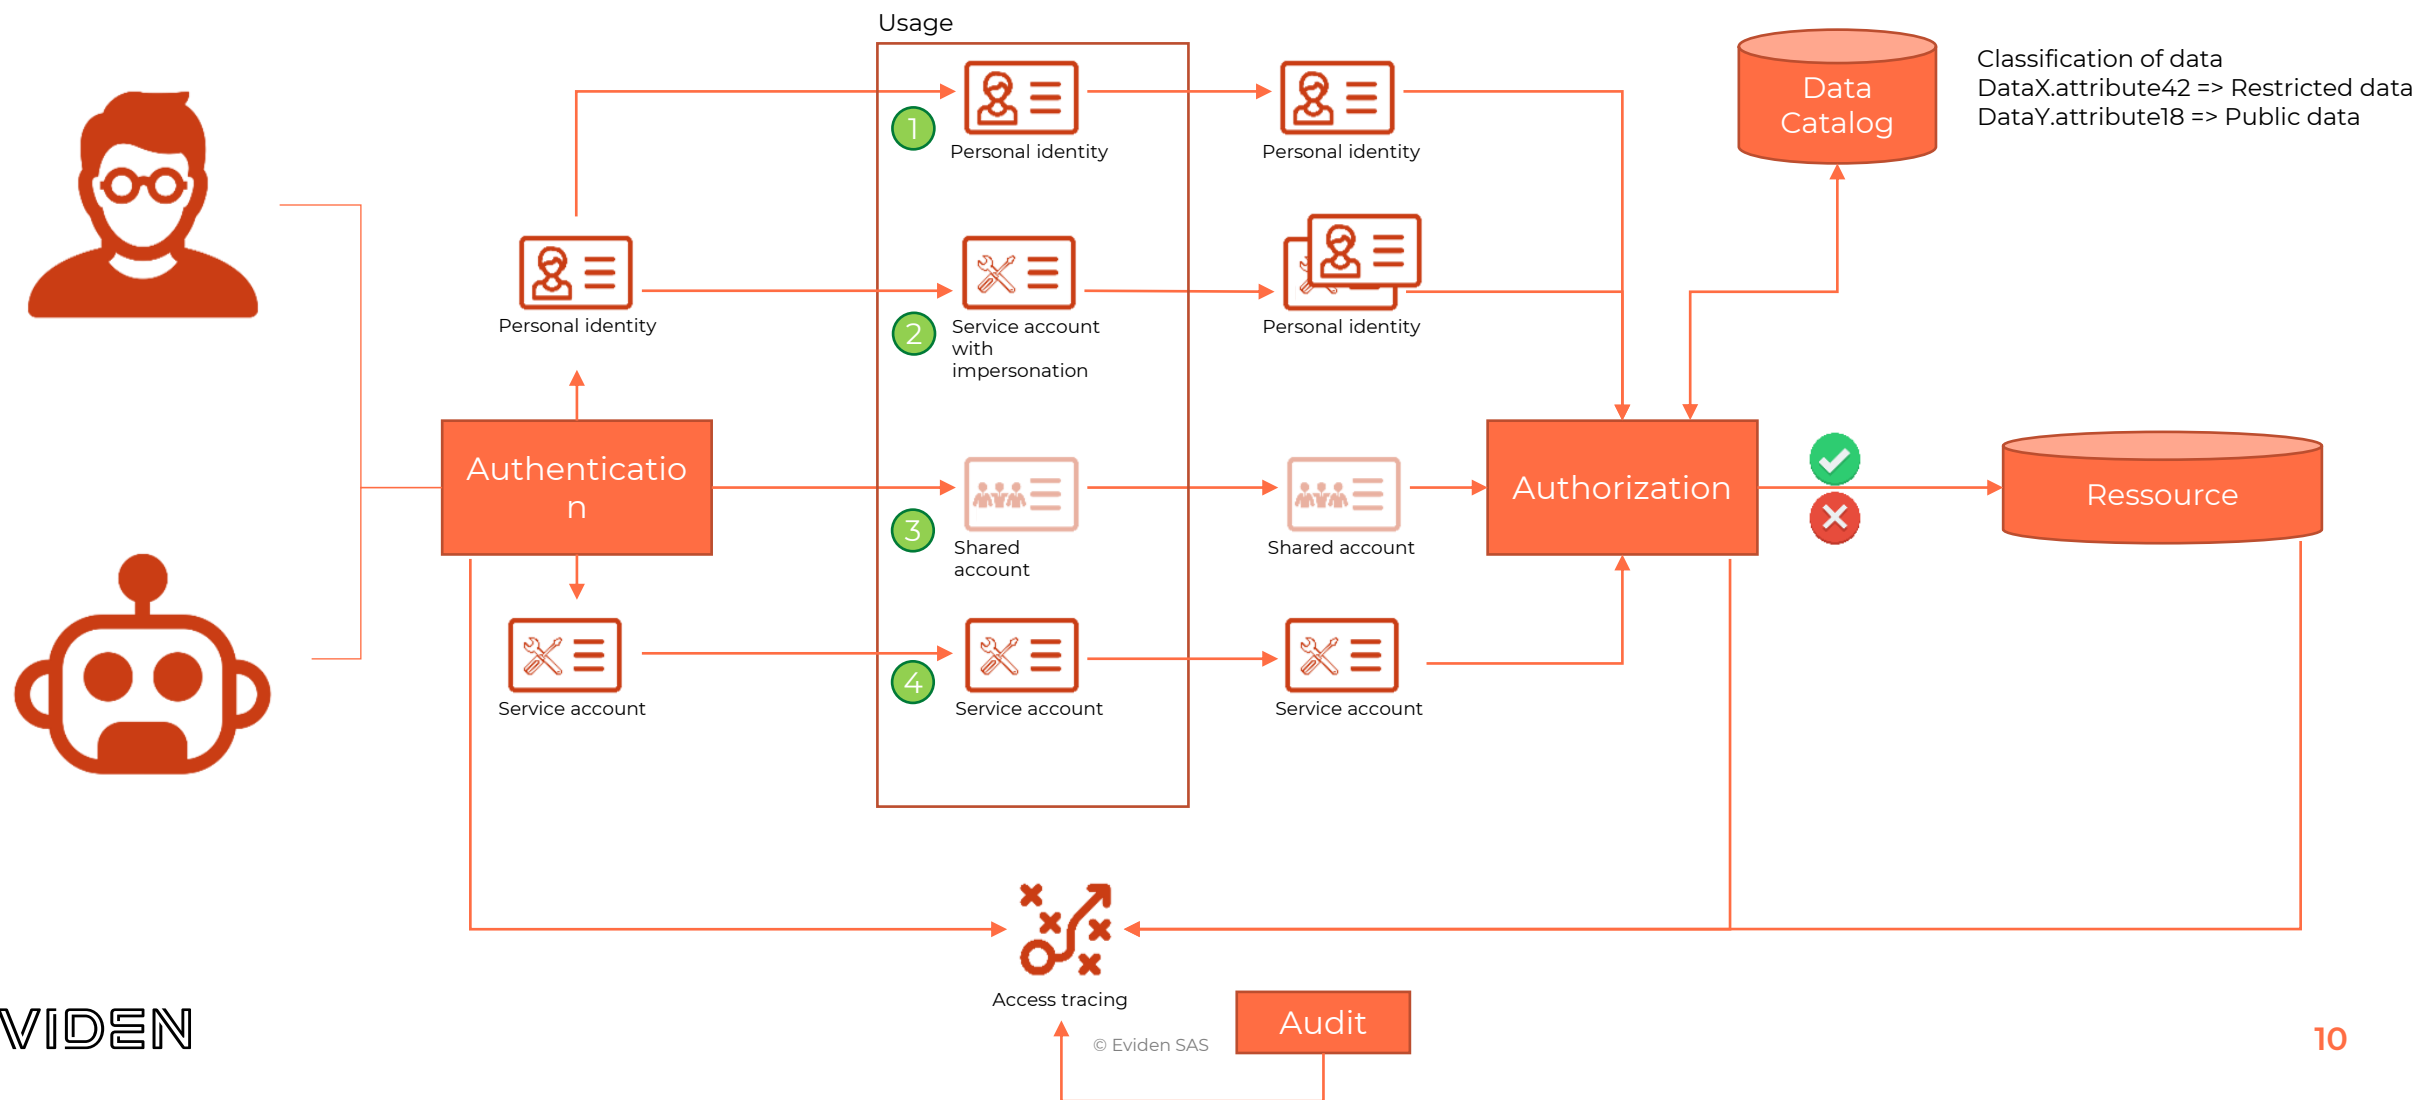 Usage
Classification of data
DataX.attribute42 => Restricted data
DataY.attribute18 => Public data
Data
Catalog
1
Personal identity
Personal identity
Personal identity
2
Service account
with
impersonation
Personal identity
Authenticatio
n
3
Shared
account
Shared account
Authorization
Ressource
Service account
4
Service account
Service account
Access tracing
Audit
VIDEN
© Eviden SAS
10